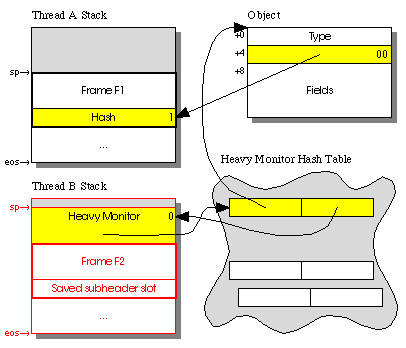 Thread A Stack
sp→
Frame F1
Hash 1
...
eos→
Object
+0 Type
+4 00
+8
Fields
Thread B Stack
sp→
Heavy Monitor 0
Frame F2
Saved subheader slot
...
eos→
Heavy Monitor Hash Table